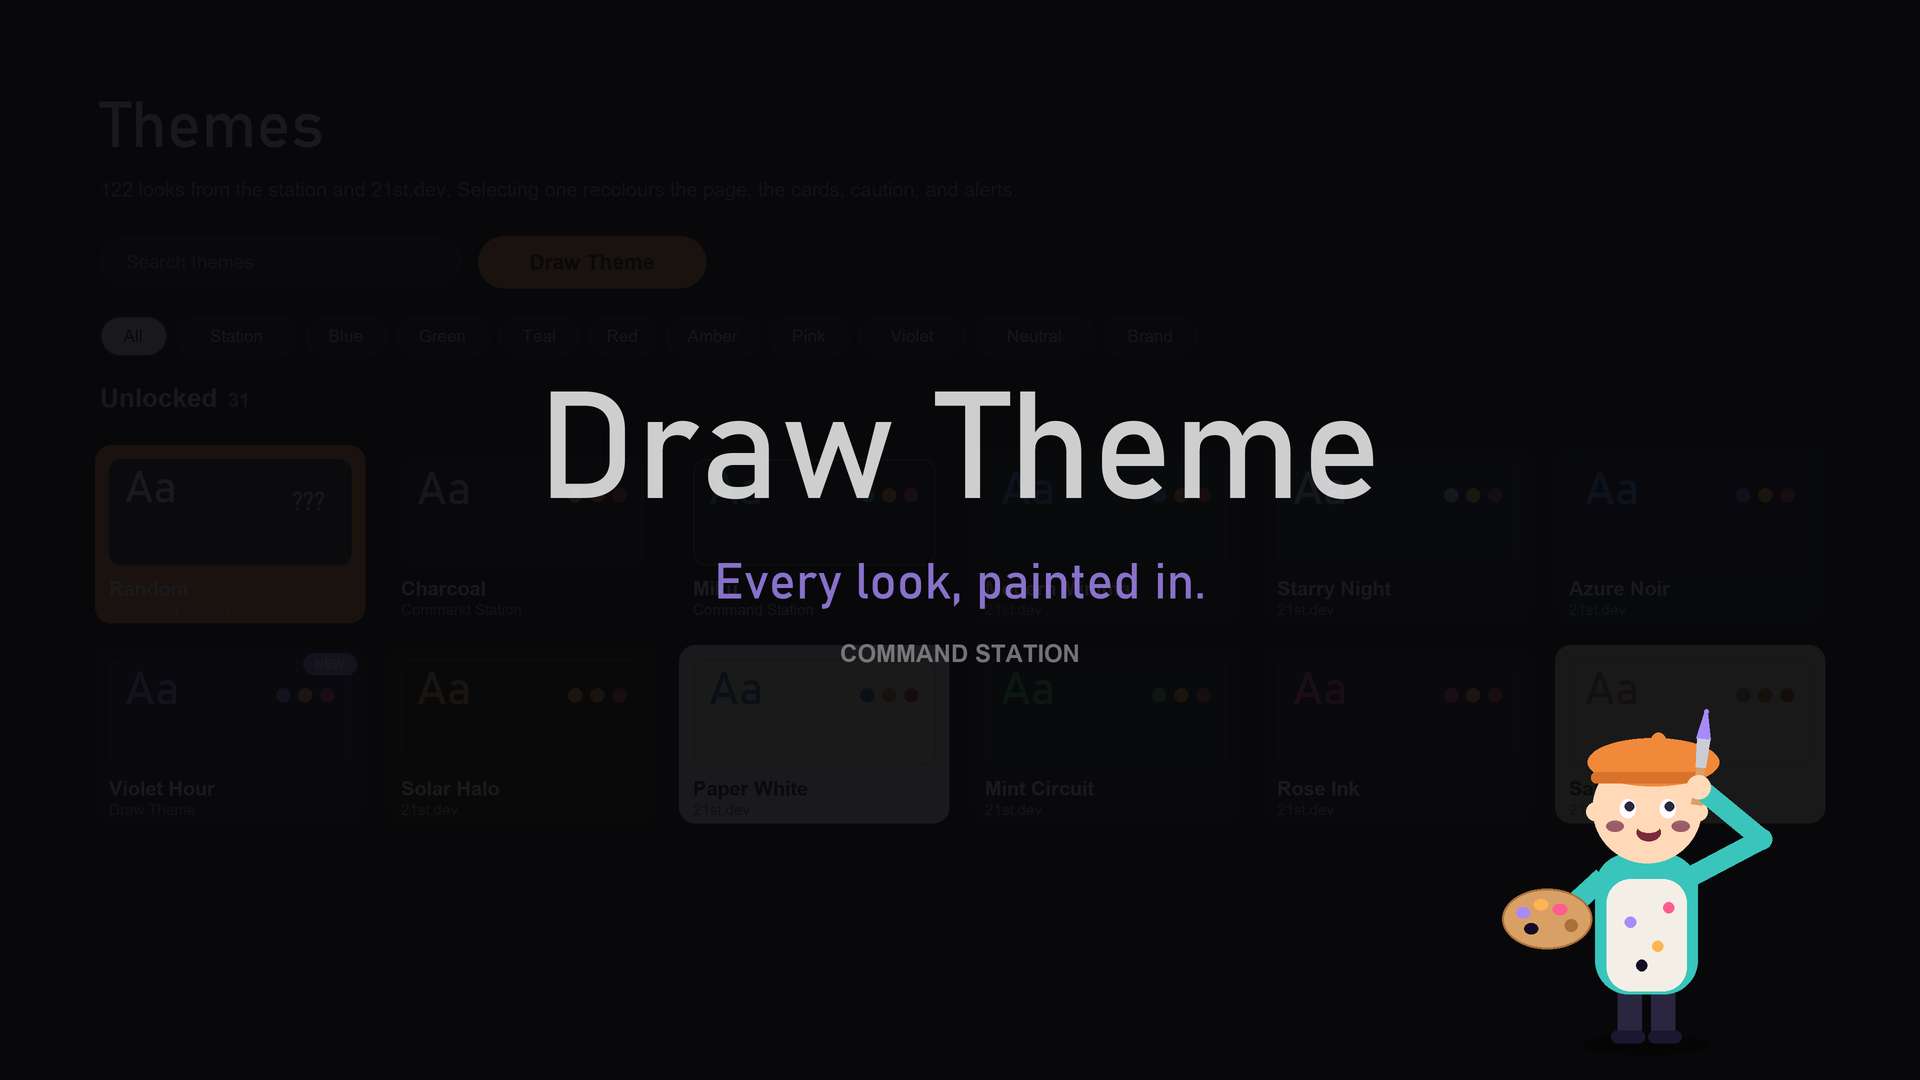 Themes
122 looks from the station and 21st.dev. Selecting one recolours the page, the cards, caution, and alerts.
Search themes
Draw Theme
All Station Blue Green Teal Red Amber Pink Violet Neutral Brand
Unlocked 31
Draw Theme
Aa ??? Aa Aa Aa Aa Aa
Every look, painted in.
Random Charcoal Starry Night Azure Noir
Command Station Command Station Command Station 21st.dev 21st.dev 21st.dev
COMMAND STATION
NEW
Aa Aa Aa Aa Aa Aa
Violet Hour Solar Halo Paper White Mint Circuit Rose Ink
Draw Theme 21st.dev 21st.dev 21st.dev 21st.dev